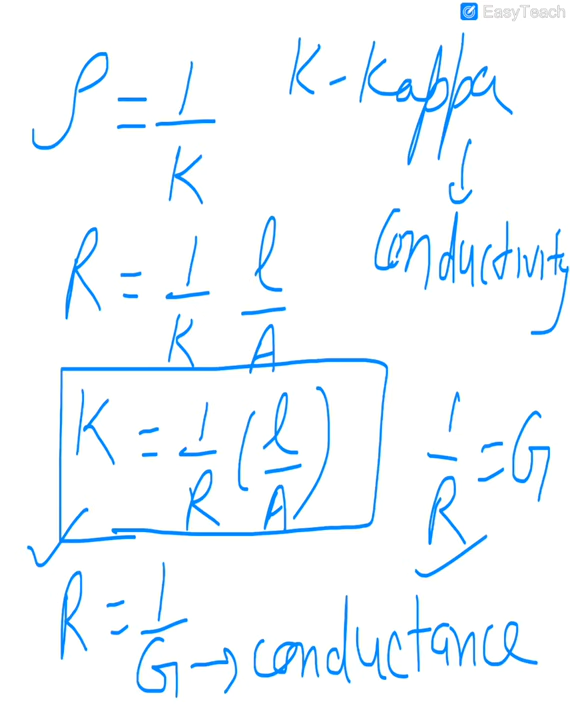 EasyTeach
ρ = 1/K
K - Kappa
↓
Conductivity
R = 1/K l/A
K = 1/R (l/A)
1/R = G
R = 1/G → conductance